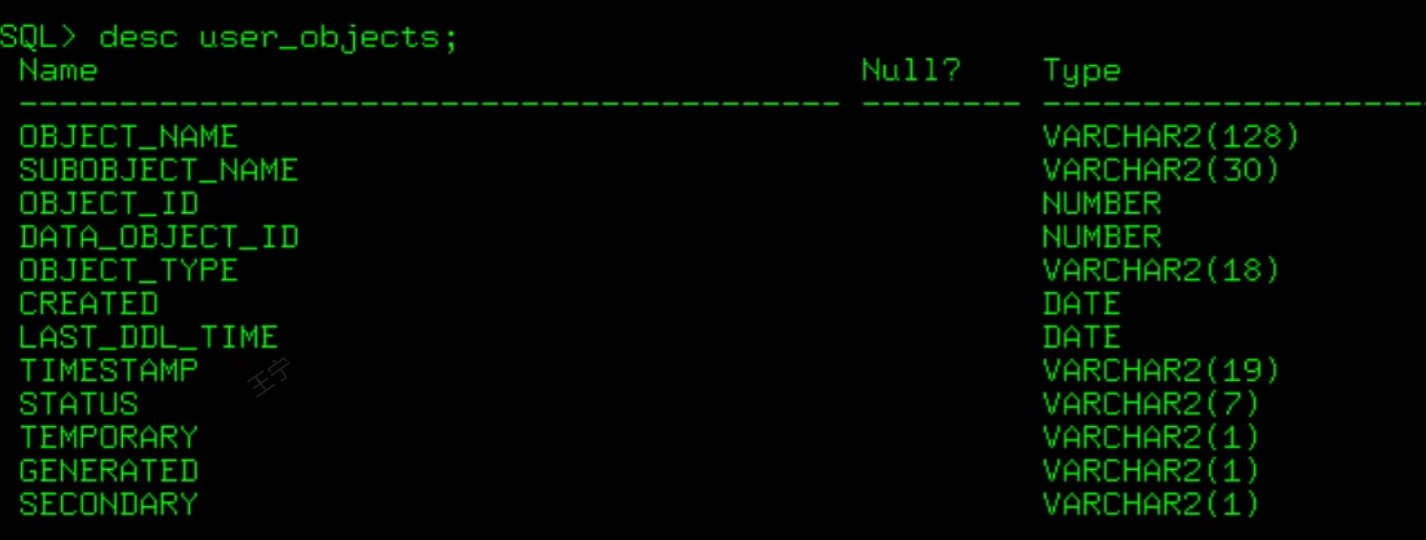 SQL> desc user_objects;
Name Null? Type
----------------------------------------- -------- -------------------
OBJECT_NAME VARCHAR2(128)
SUBOBJECT_NAME VARCHAR2(30)
OBJECT_ID NUMBER
DATA_OBJECT_ID NUMBER
OBJECT_TYPE VARCHAR2(18)
CREATED DATE
LAST_DDL_TIME DATE
TIMESTAMP VARCHAR2(19)
王宁
STATUS VARCHAR2(7)
TEMPORARY VARCHAR2(1)
GENERATED VARCHAR2(1)
SECONDARY VARCHAR2(1)